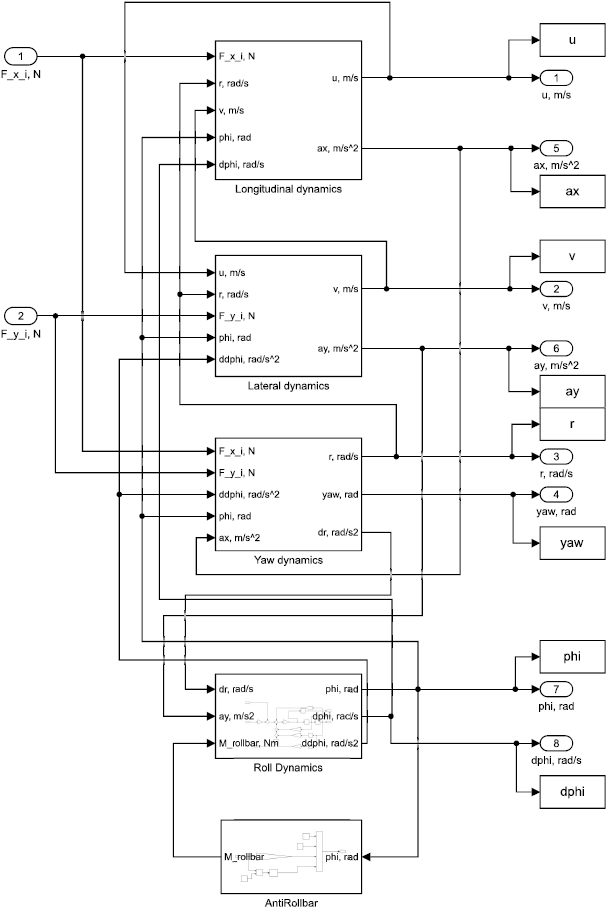 1
F_x_i, N
2
F_y_i, N
F_x_i, N
r, rad/s
v, m/s
phi, rad
dphi, rad/s
u, m/s
ax, m/s^2
Longitudinal dynamics
u
1
u, m/s
5
ax, m/s^2
ax
u, m/s
r, rad/s
F_y_i, N
phi, rad
ddphi, rad/s^2
v, m/s
ay, m/s^2
Lateral dynamics
v
2
v, m/s
6
ay, m/s^2
ay
F_x_i, N
F_y_i, N
ddphi, rad/s^2
phi, rad
ax, m/s^2
r, rad/s
yaw, rad
dr, rad/s2
Yaw dynamics
r
3
r, rad/s
4
yaw, rad
yaw
dr, rad/s
ay, m/s2
M_rollbar, Nm
phi, rad
dphi, rad/s
ddphi, rad/s2
Roll Dynamics
phi
7
phi, rad
8
dphi, rad/s
dphi
M_rollbar
phi, rad
AntiRollbar